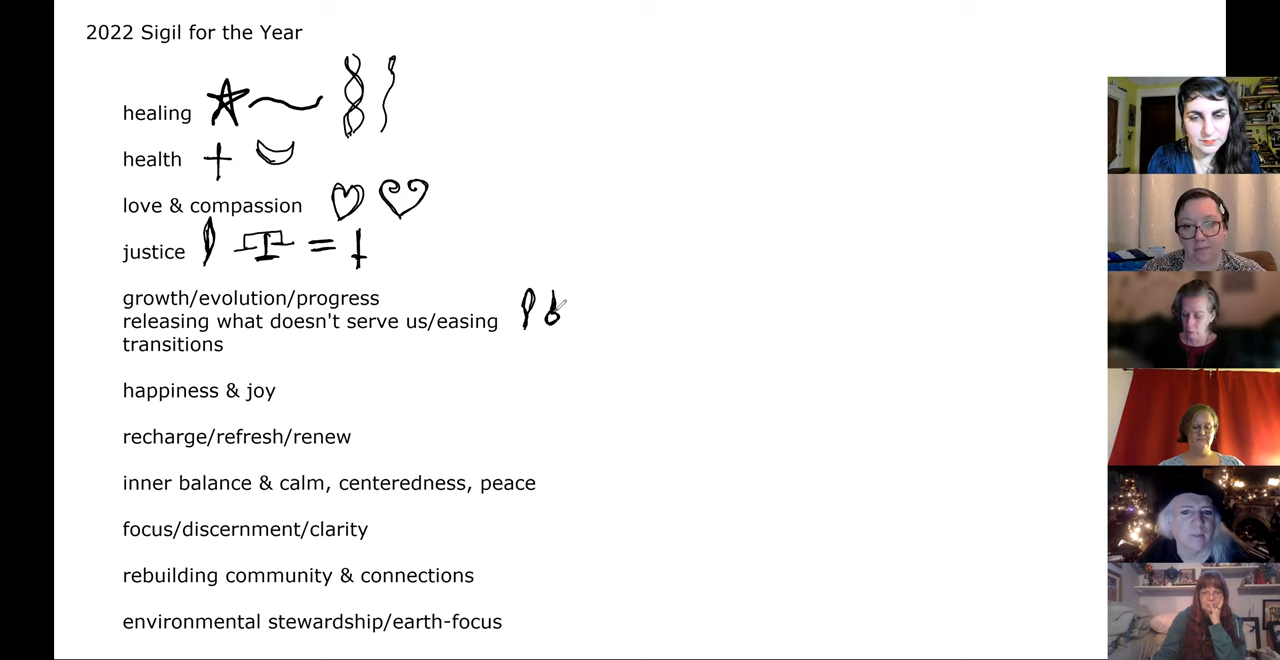 2022 Sigil for the Year
healing
health
love & compassion
justice =
growth/evolution/progress
releasing what doesn't serve us/easing
transitions
happiness & joy
recharge/refresh/renew
inner balance & calm, centeredness, peace
focus/discernment/clarity
rebuilding community & connections
environmental stewardship/earth-focus